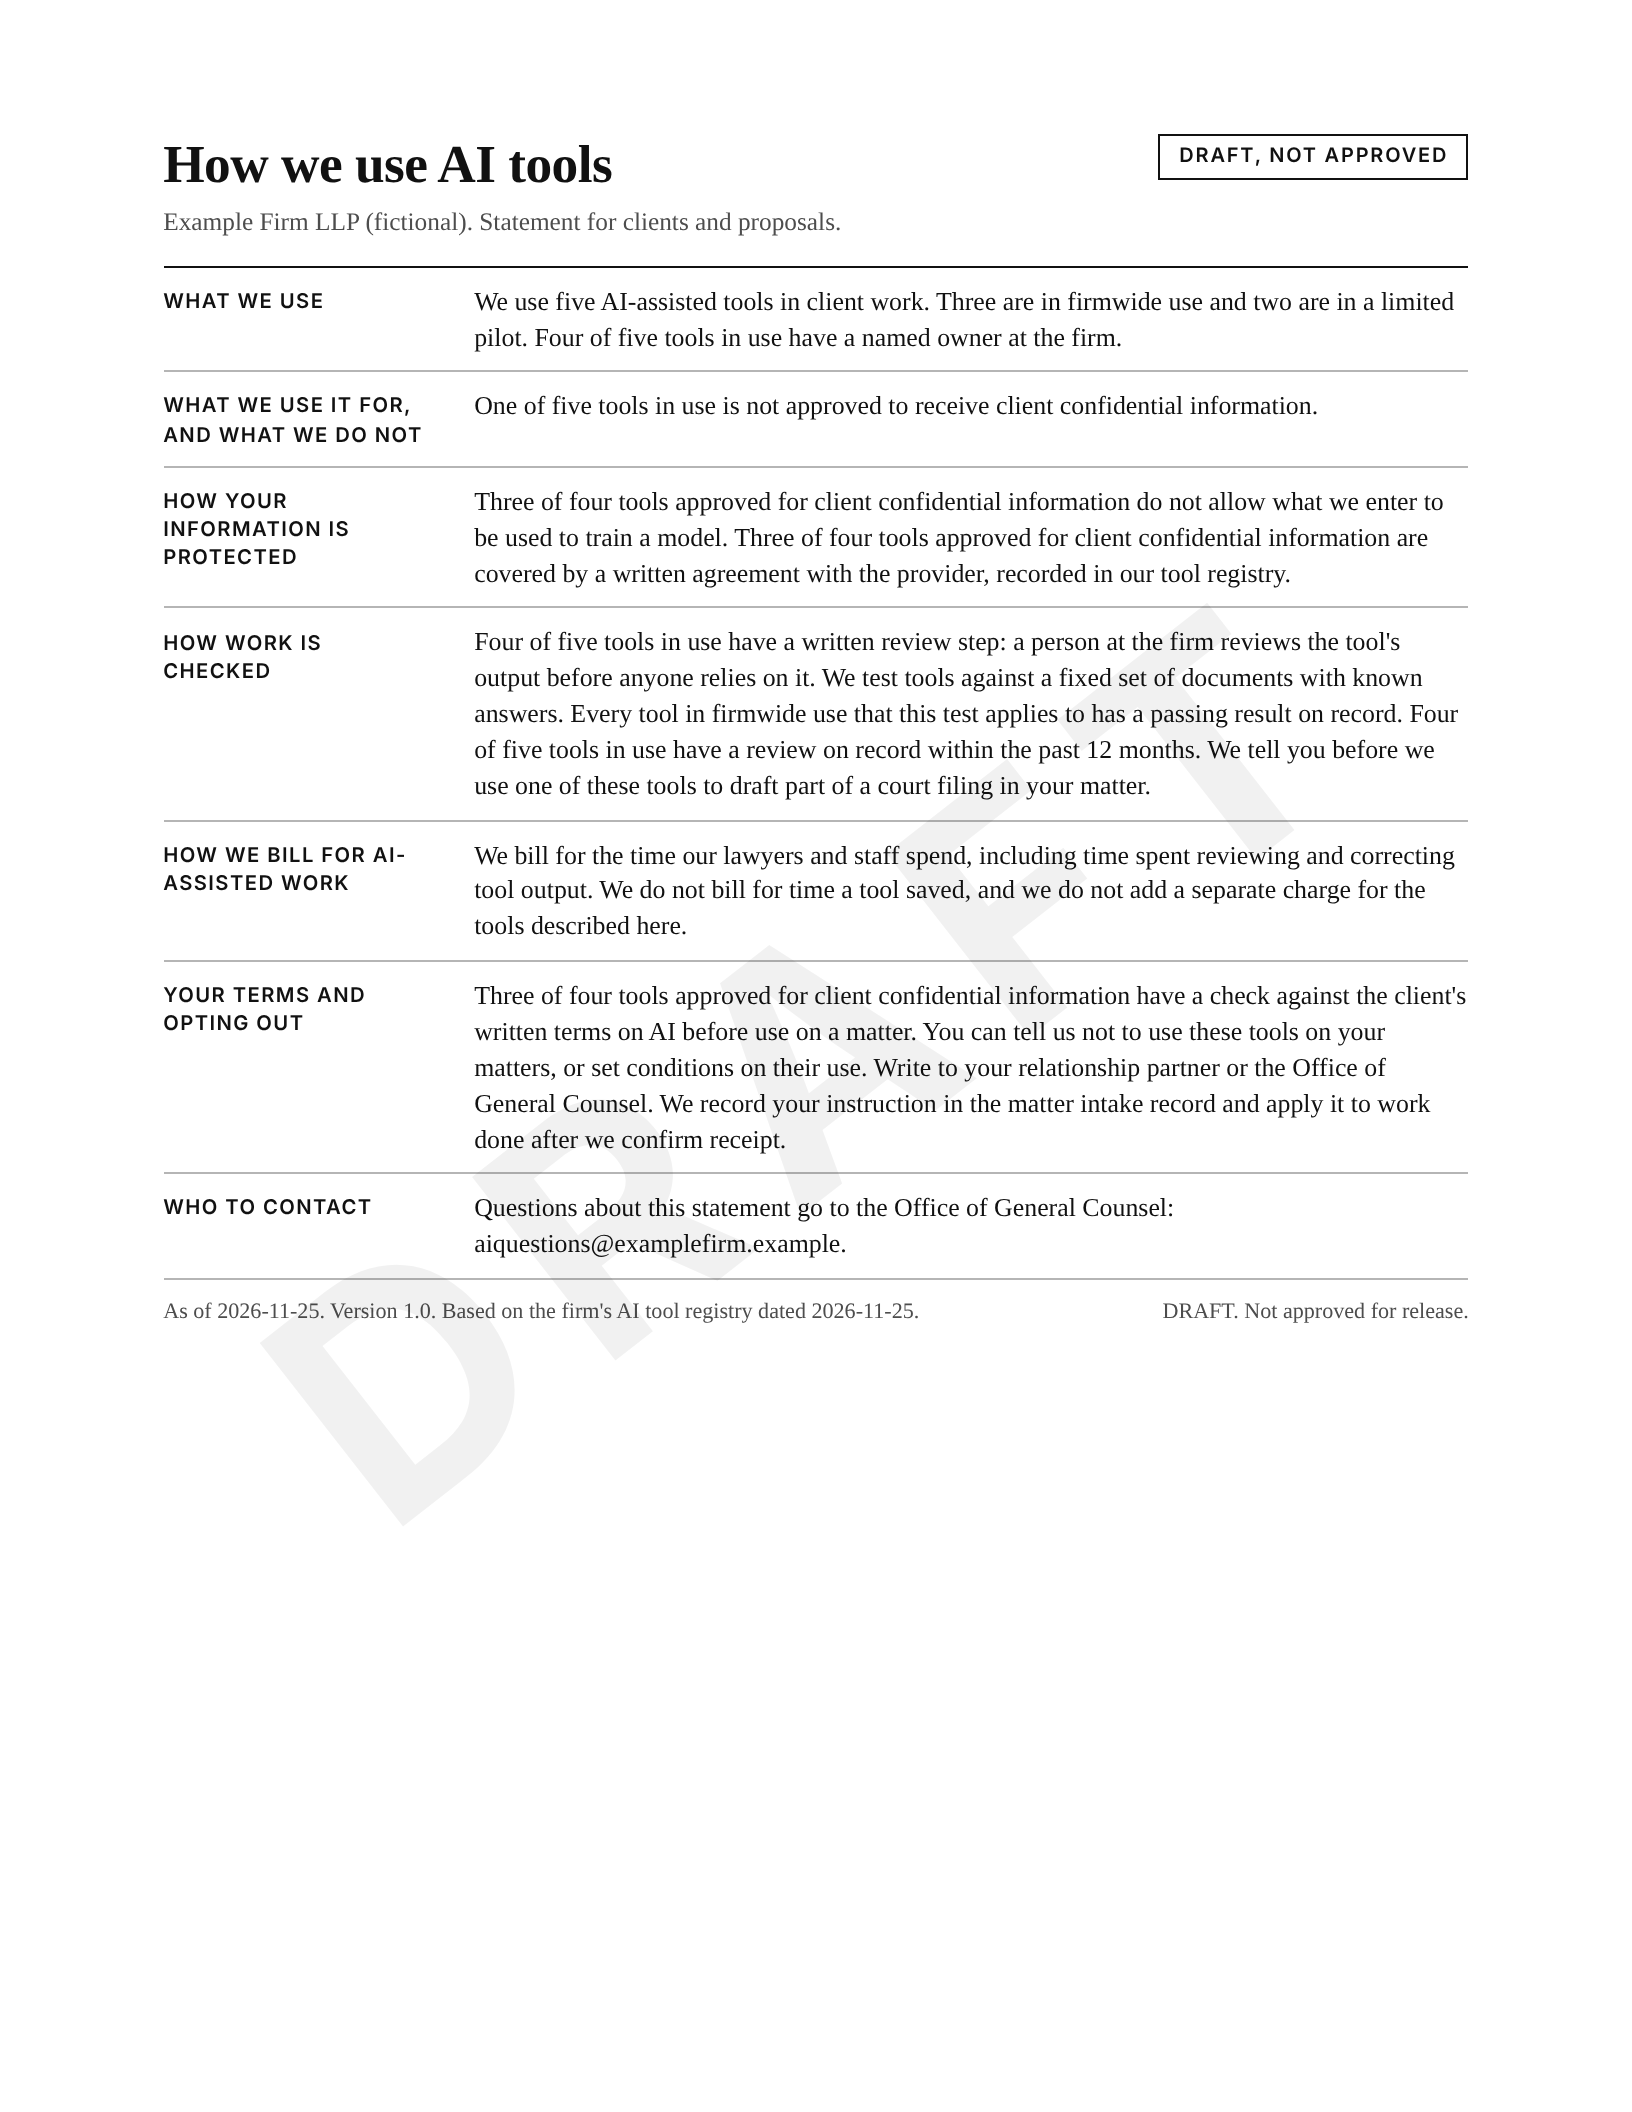 How we use AI tools
DRAFT, NOT APPROVED
Example Firm LLP (fictional). Statement for clients and proposals.
WHAT WE USE
We use five AI-assisted tools in client work. Three are in firmwide use and two are in a limited
pilot. Four of five tools in use have a named owner at the firm.
WHAT WE USE IT FOR,
AND WHAT WE DO NOT
One of five tools in use is not approved to receive client confidential information.
HOW YOUR
INFORMATION IS
PROTECTED
Three of four tools approved for client confidential information do not allow what we enter to
be used to train a model. Three of four tools approved for client confidential information are
covered by a written agreement with the provider, recorded in our tool registry.
HOW WORK IS
CHECKED
Four of five tools in use have a written review step: a person at the firm reviews the tool's
output before anyone relies on it. We test tools against a fixed set of documents with known
answers. Every tool in firmwide use that this test applies to has a passing result on record. Four
of five tools in use have a review on record within the past 12 months. We tell you before we
use one of these tools to draft part of a court filing in your matter.
HOW WE BILL FOR AI-
ASSISTED WORK
We bill for the time our lawyers and staff spend, including time spent reviewing and correcting
tool output. We do not bill for time a tool saved, and we do not add a separate charge for the
tools described here.
YOUR TERMS AND
OPTING OUT
Three of four tools approved for client confidential information have a check against the client's
written terms on AI before use on a matter. You can tell us not to use these tools on your
matters, or set conditions on their use. Write to your relationship partner or the Office of
General Counsel. We record your instruction in the matter intake record and apply it to work
done after we confirm receipt.
WHO TO CONTACT
Questions about this statement go to the Office of General Counsel:
aiquestions@examplefirm.example.
As of 2026-11-25. Version 1.0. Based on the firm's AI tool registry dated 2026-11-25.
DRAFT. Not approved for release.
DRAFT